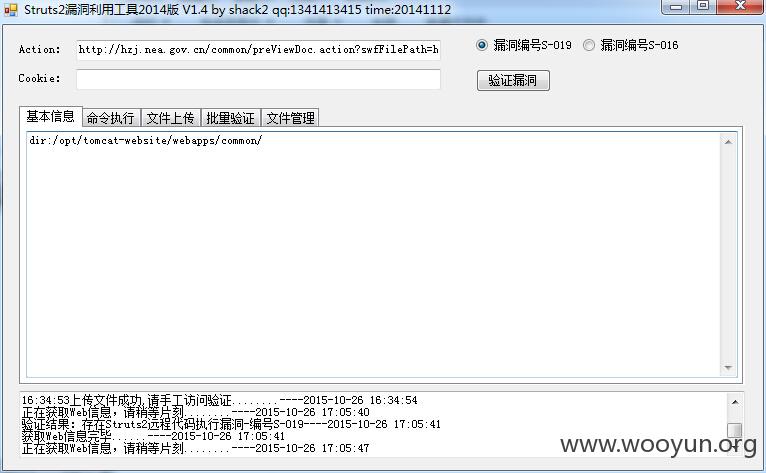 Struts2漏洞利用工具2014版 V1.4 by shack2 qq:1341413415 time:20141112
Action: http://hzj.nea.gov.cn/common/preViewDoc.action?swfFilePath=h 漏洞编号S-019 漏洞编号S-016
Cookie: 验证漏洞
基本信息 命令执行 文件上传 批量验证 文件管理
dir:/opt/tomcat-website/webapps/common/
16:34:53上传文件成功,请手工访问验证........----2015-10-26 16:34:54
正在获取Web信息，请稍等片刻........----2015-10-26 17:05:40
验证结果：存在Struts2远程代码执行漏洞-编号S-019----2015-10-26 17:05:41
获取Web信息完毕......----2015-10-26 17:05:41
正在获取Web信息，请稍等片刻........----2015-10-26 17:05:47
www.wooyun.org